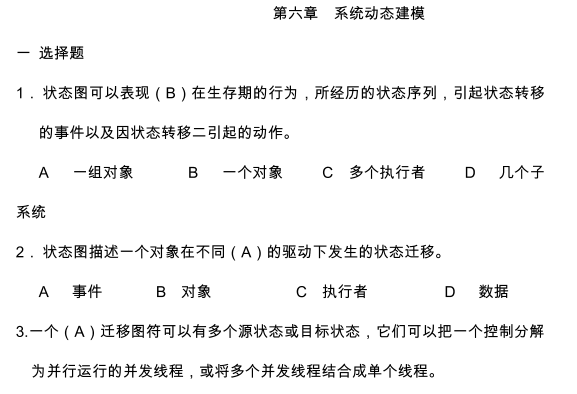 第六章 系统动态建模
一 选择题
1．状态图可以表现（B）在生存期的行为，所经历的状态序列，引起状态转移
的事件以及因状态转移二引起的动作。
A 一组对象 B 一个对象 C 多个执行者 D 几个子
系统
2．状态图描述一个对象在不同（A）的驱动下发生的状态迁移。
A 事件 B 对象 C 执行者 D 数据
3.一个（A）迁移图符可以有多个源状态或目标状态，它们可以把一个控制分解
为并行运行的并发线程，或将多个并发线程结合成单个线程。